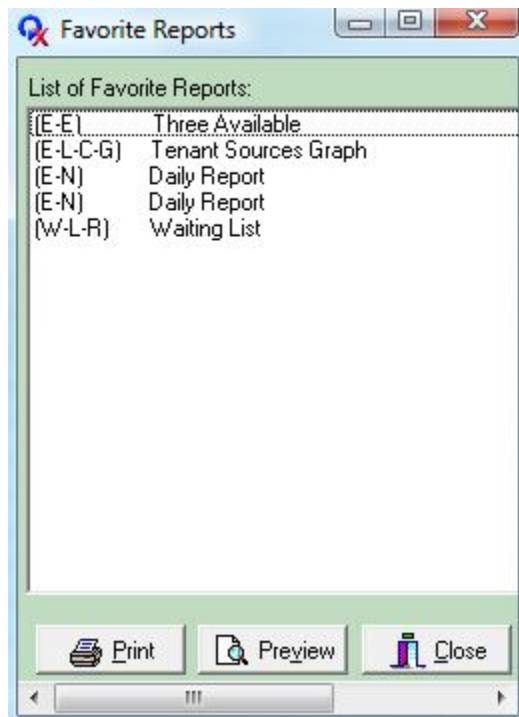 Favorite Reports
List of Favorite Reports:
(E-E) Three Available
(E-L-C-G) Tenant Sources Graph
(E-N) Daily Report
(E-N) Daily Report
(W-L-R) Waiting List
Print Preview Close